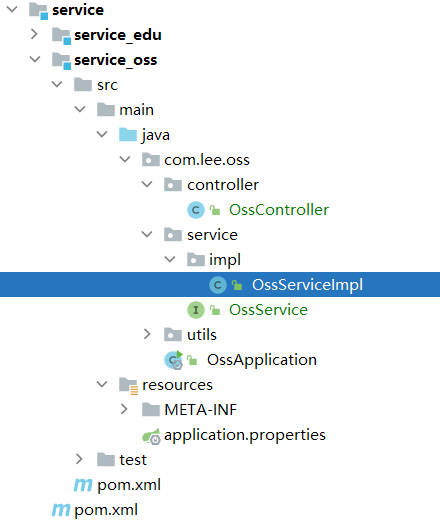 service
service_edu
service_oss
src
main
java
com.lee.oss
controller
C OssController
service
impl
C OssServiceImpl
I OssService
utils
OssApplication
resources
META-INF
application.properties
test
m pom.xml
m pom.xml